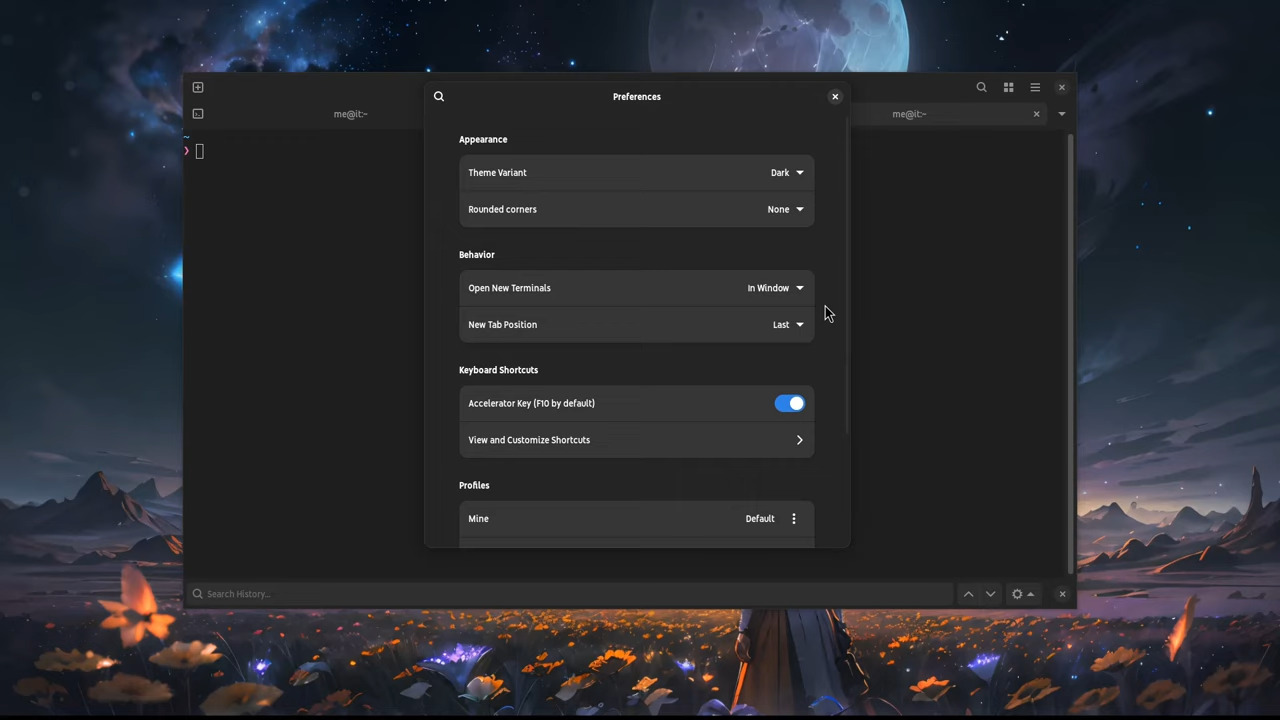 Preferences
me@it:~
me@it:~
~
❯
Appearance
Theme Variant Dark
Rounded corners None
Behavior
Open New Terminals In Window
New Tab Position Last
Keyboard Shortcuts
Accelerator Key (F10 by default)
View and Customize Shortcuts
Profiles
Mine Default
Search History...